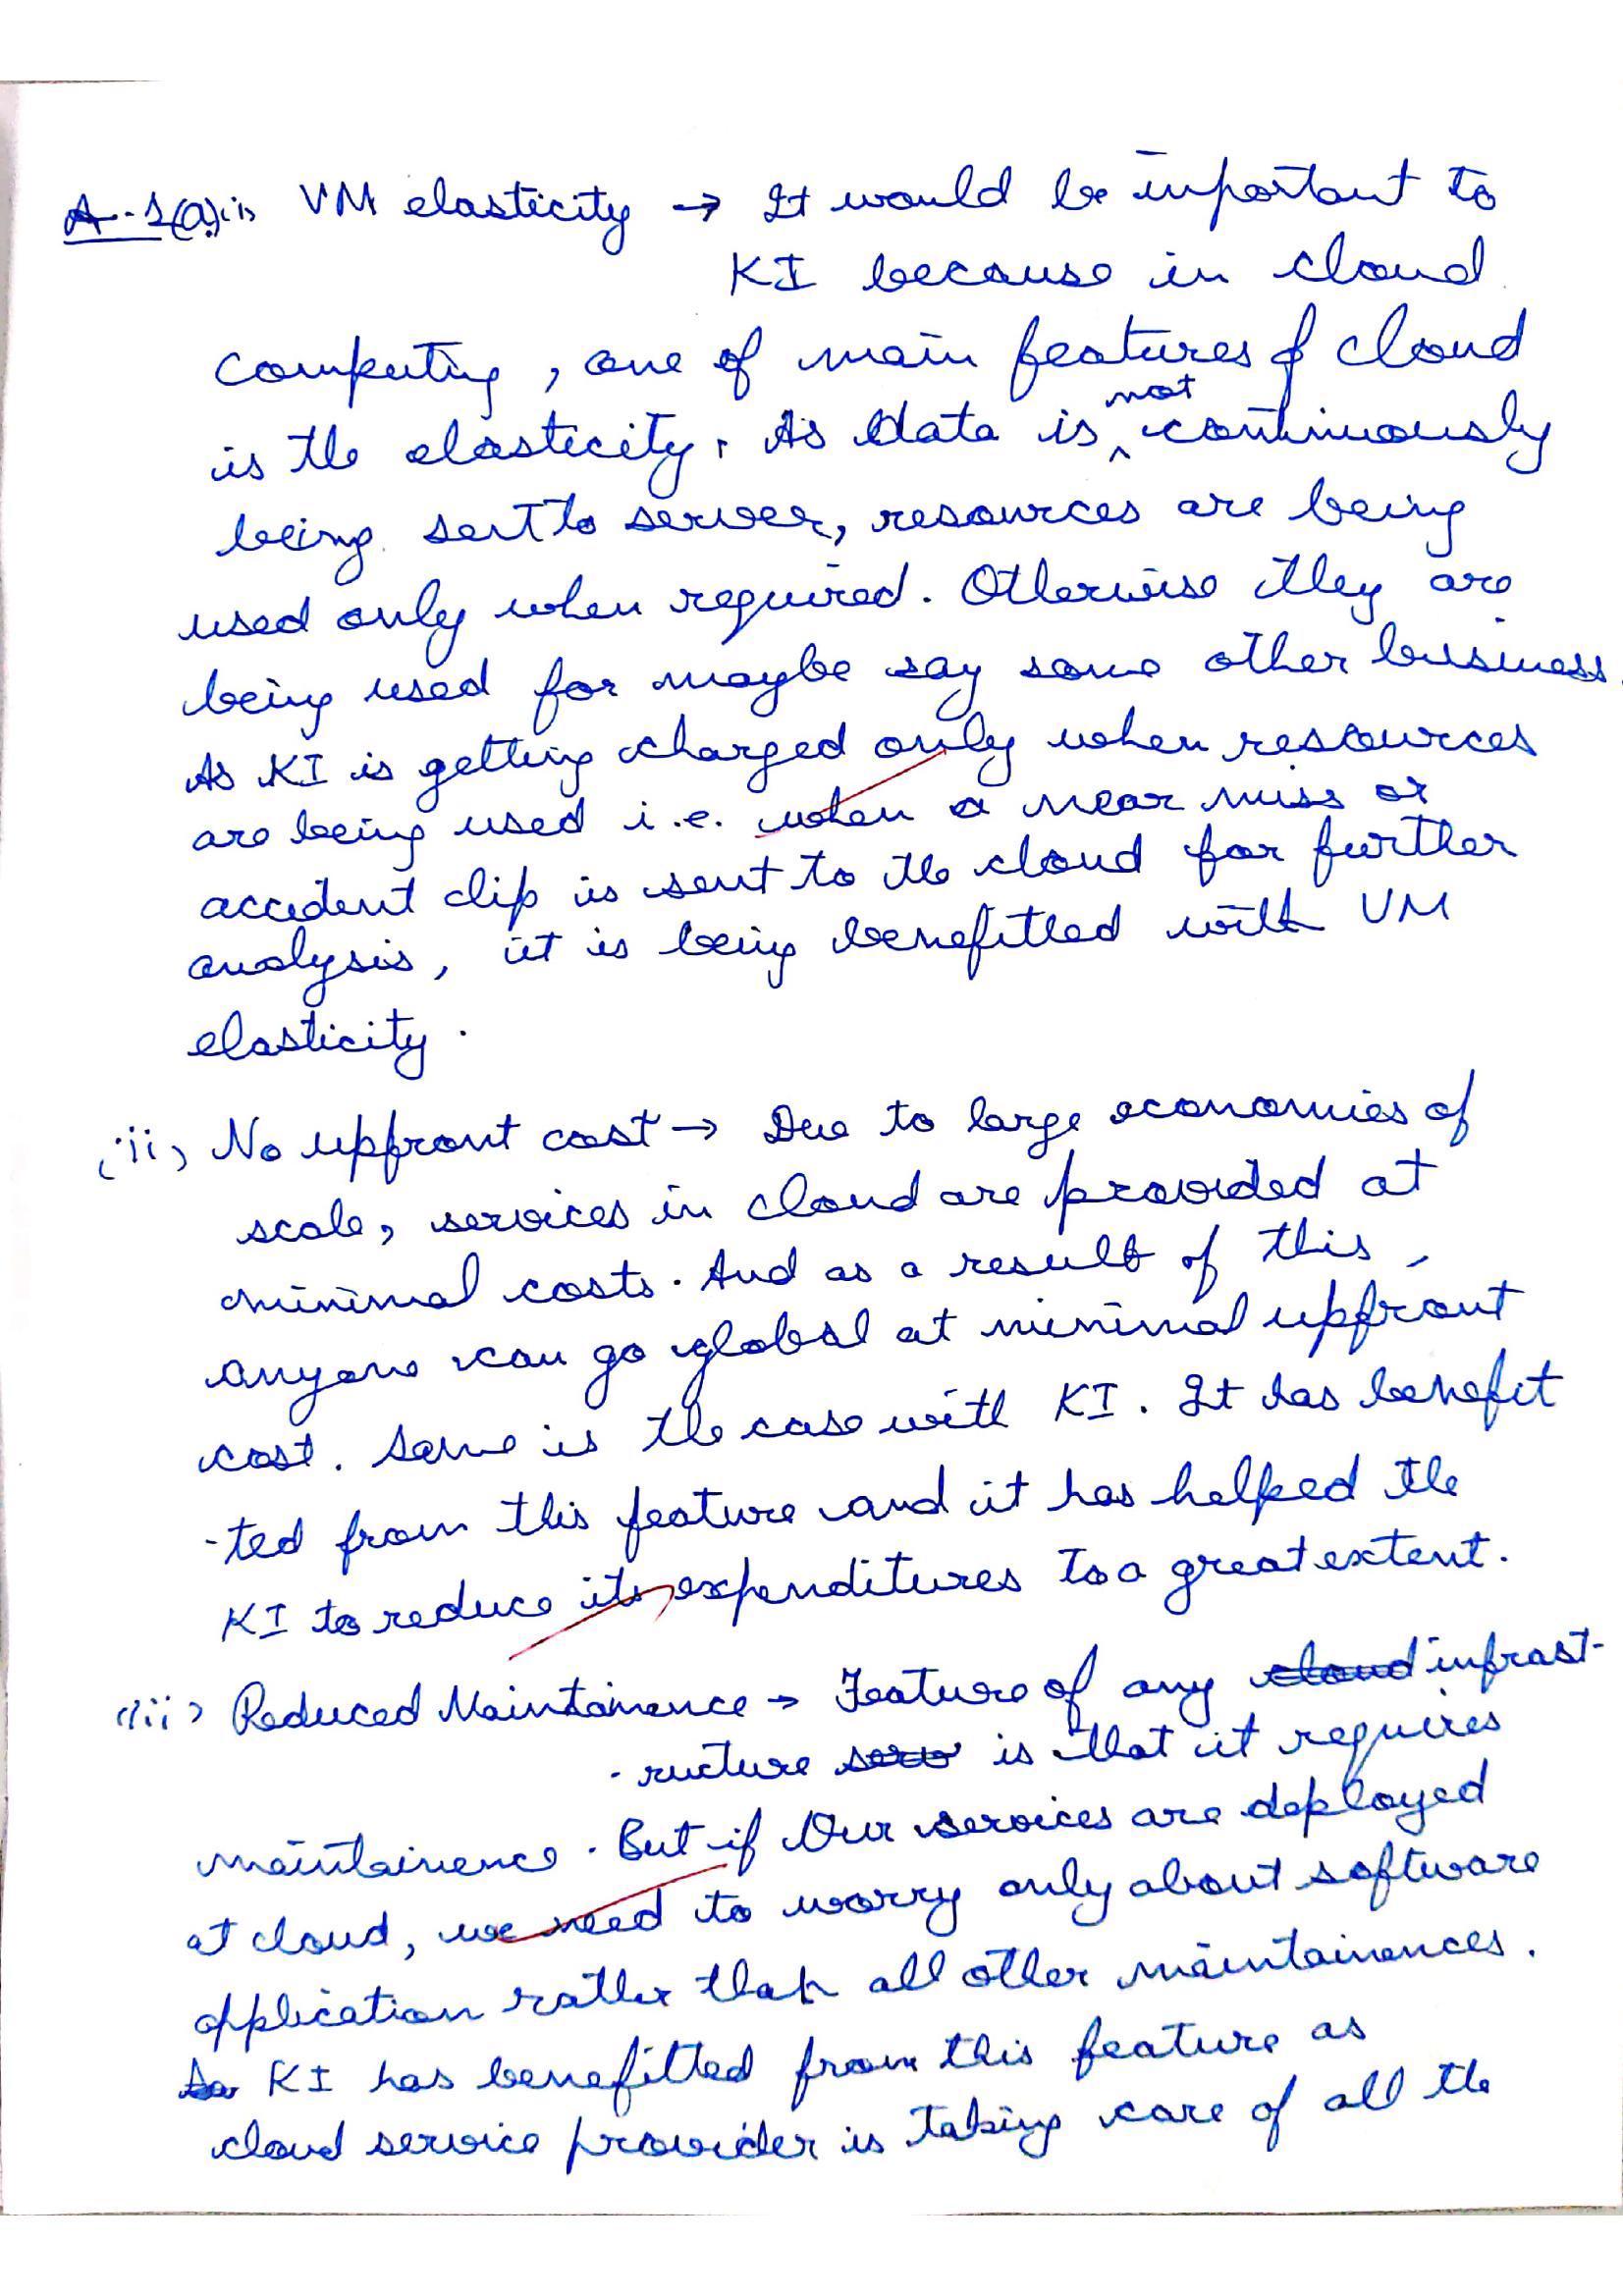 A-1(a)(i) VM elasticity → It would be important to
KI because in cloud
computing, one of main features of cloud
is the elasticity. As data is not continuously
being sent to server, resources are being
used only when required. Otherwise they are
being used for maybe say some other business.
As KI is getting charged only when resources
are being used i.e. when a near miss or
accident clip is sent to the cloud for further
analysis, it is being benefitted with VM
elasticity.
(ii) No upfront cost → Due to large economies of
scale, services in cloud are provided at
minimal costs. And as a result of this,
anyone can go global at minimal upfront
cost. Same is the case with KI. It has benefit
-ted from this feature and it has helped the
KI to reduce its expenditures to a great extent.
(iii) Reduced Maintainence → Feature of any cloud infrast-
-ructure serv is that it requires
maintainence. But if Our services are deployed
at cloud, we need to worry only about software
application rather than all other maintainences.
So KI has benefitted from this feature as
cloud service provider is taking care of all the